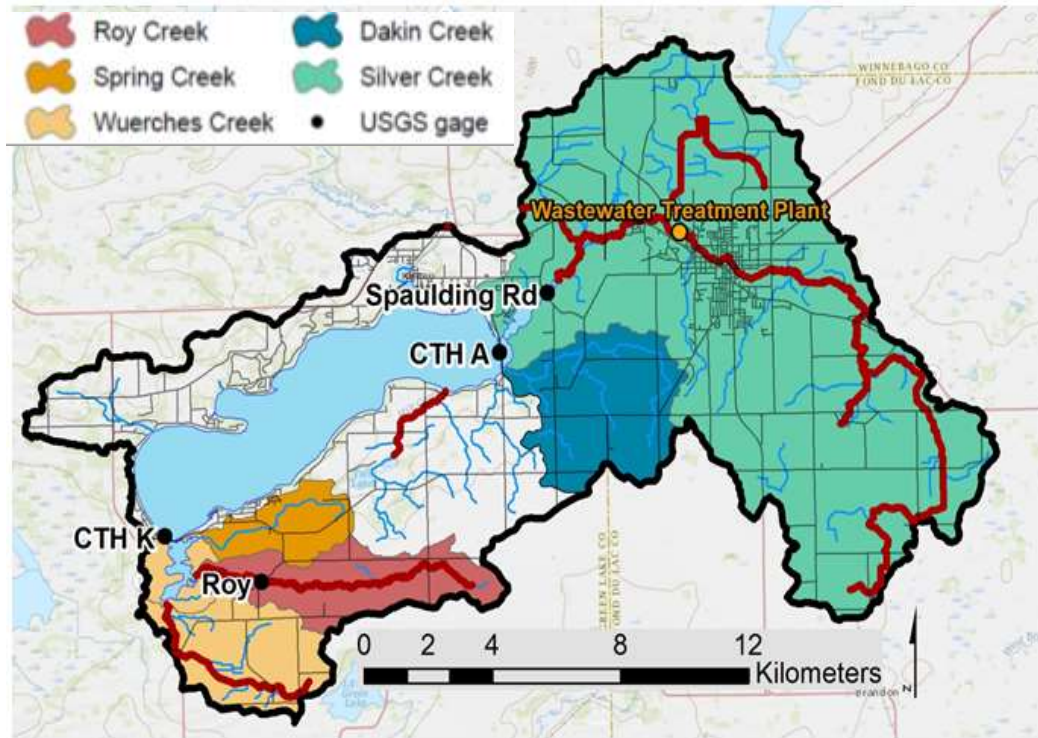 Roy Creek
Dakin Creek
Spring Creek
Silver Creek
Wuerches Creek
USGS gage
WINNEBAGO CO
FOND DU LAC CO
Wastewater Treatment Plant
Spaulding Rd
CTH A
CTH K
Roy
GREEN LAKE CO
FOND DU LAC CO
0 2 4 8 12
Kilometers
Brandon
N